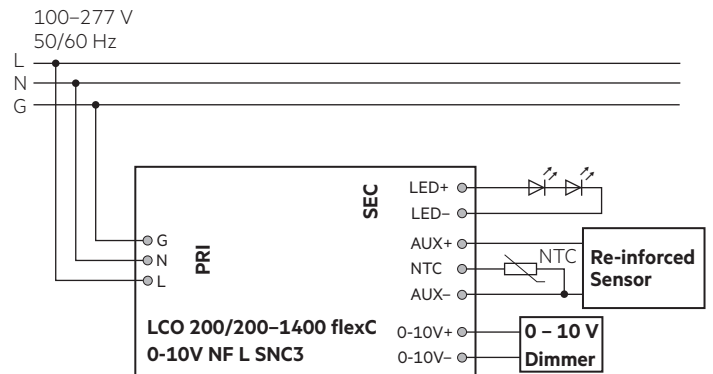 100–277 V
50/60 Hz
L
N
G
SEC
PRI
LED+
LED–
AUX+
NTC
AUX–
0-10V+
0-10V–
G
N
L
NTC
Re-inforced
Sensor
0 – 10 V
Dimmer
LCO 200/200–1400 flexC
0-10V NF L SNC3